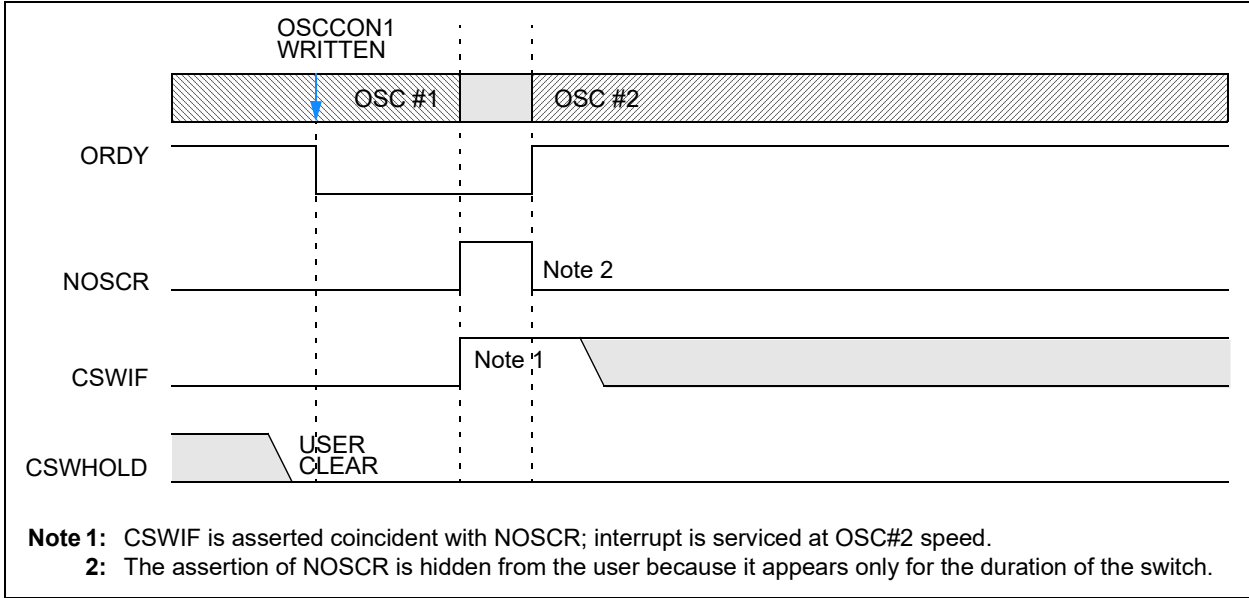 OSCCON1
WRITTEN
OSC #1
OSC #2
ORDY
NOSCR
Note 2
CSWIF
Note 1
CSWHOLD
USER
CLEAR
Note 1: CSWIF is asserted coincident with NOSCR; interrupt is serviced at OSC#2 speed.
2: The assertion of NOSCR is hidden from the user because it appears only for the duration of the switch.